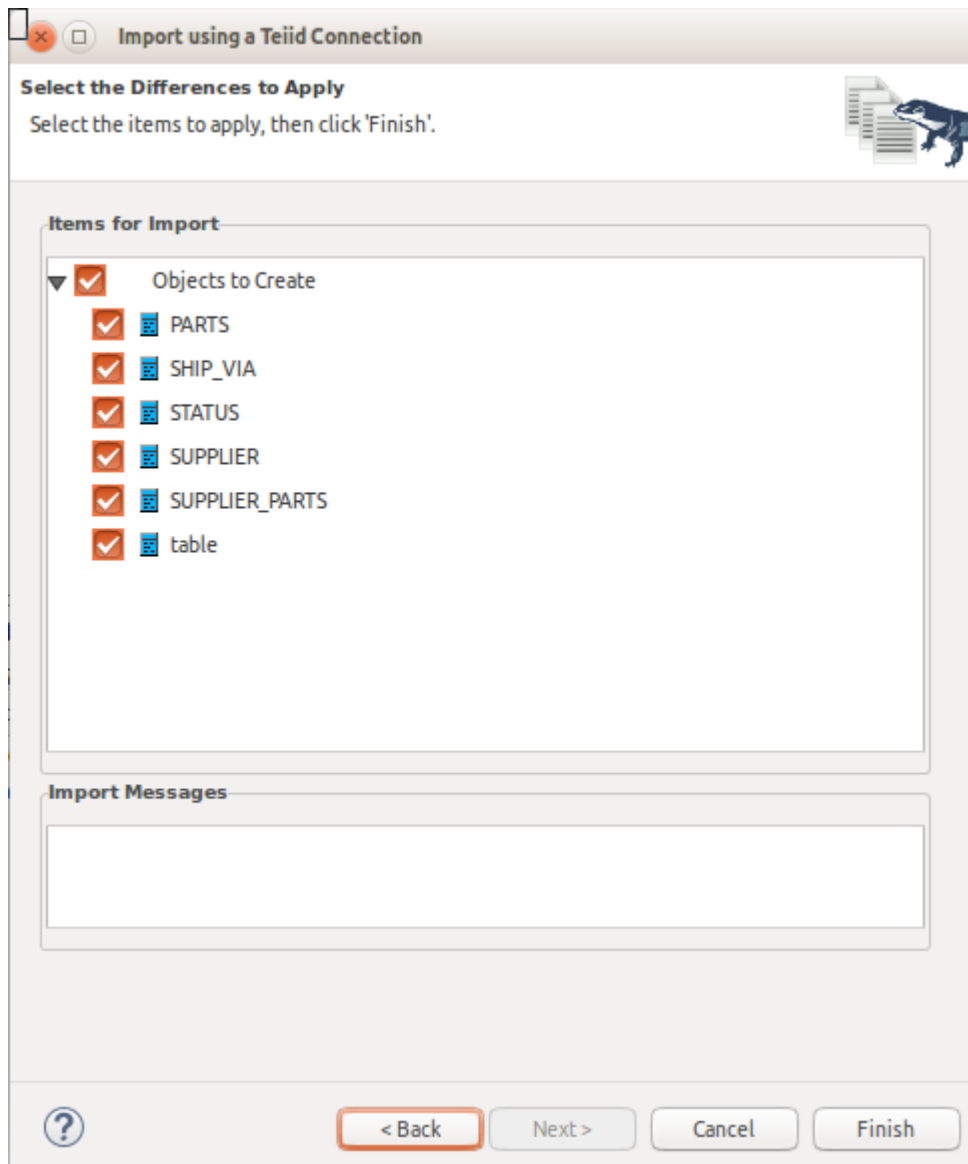 Import using a Teiid Connection
Select the Differences to Apply
Select the items to apply, then click 'Finish'.
Items for Import
Objects to Create
PARTS
SHIP_VIA
STATUS
SUPPLIER
SUPPLIER_PARTS
table
Import Messages
? < Back Next > Cancel Finish